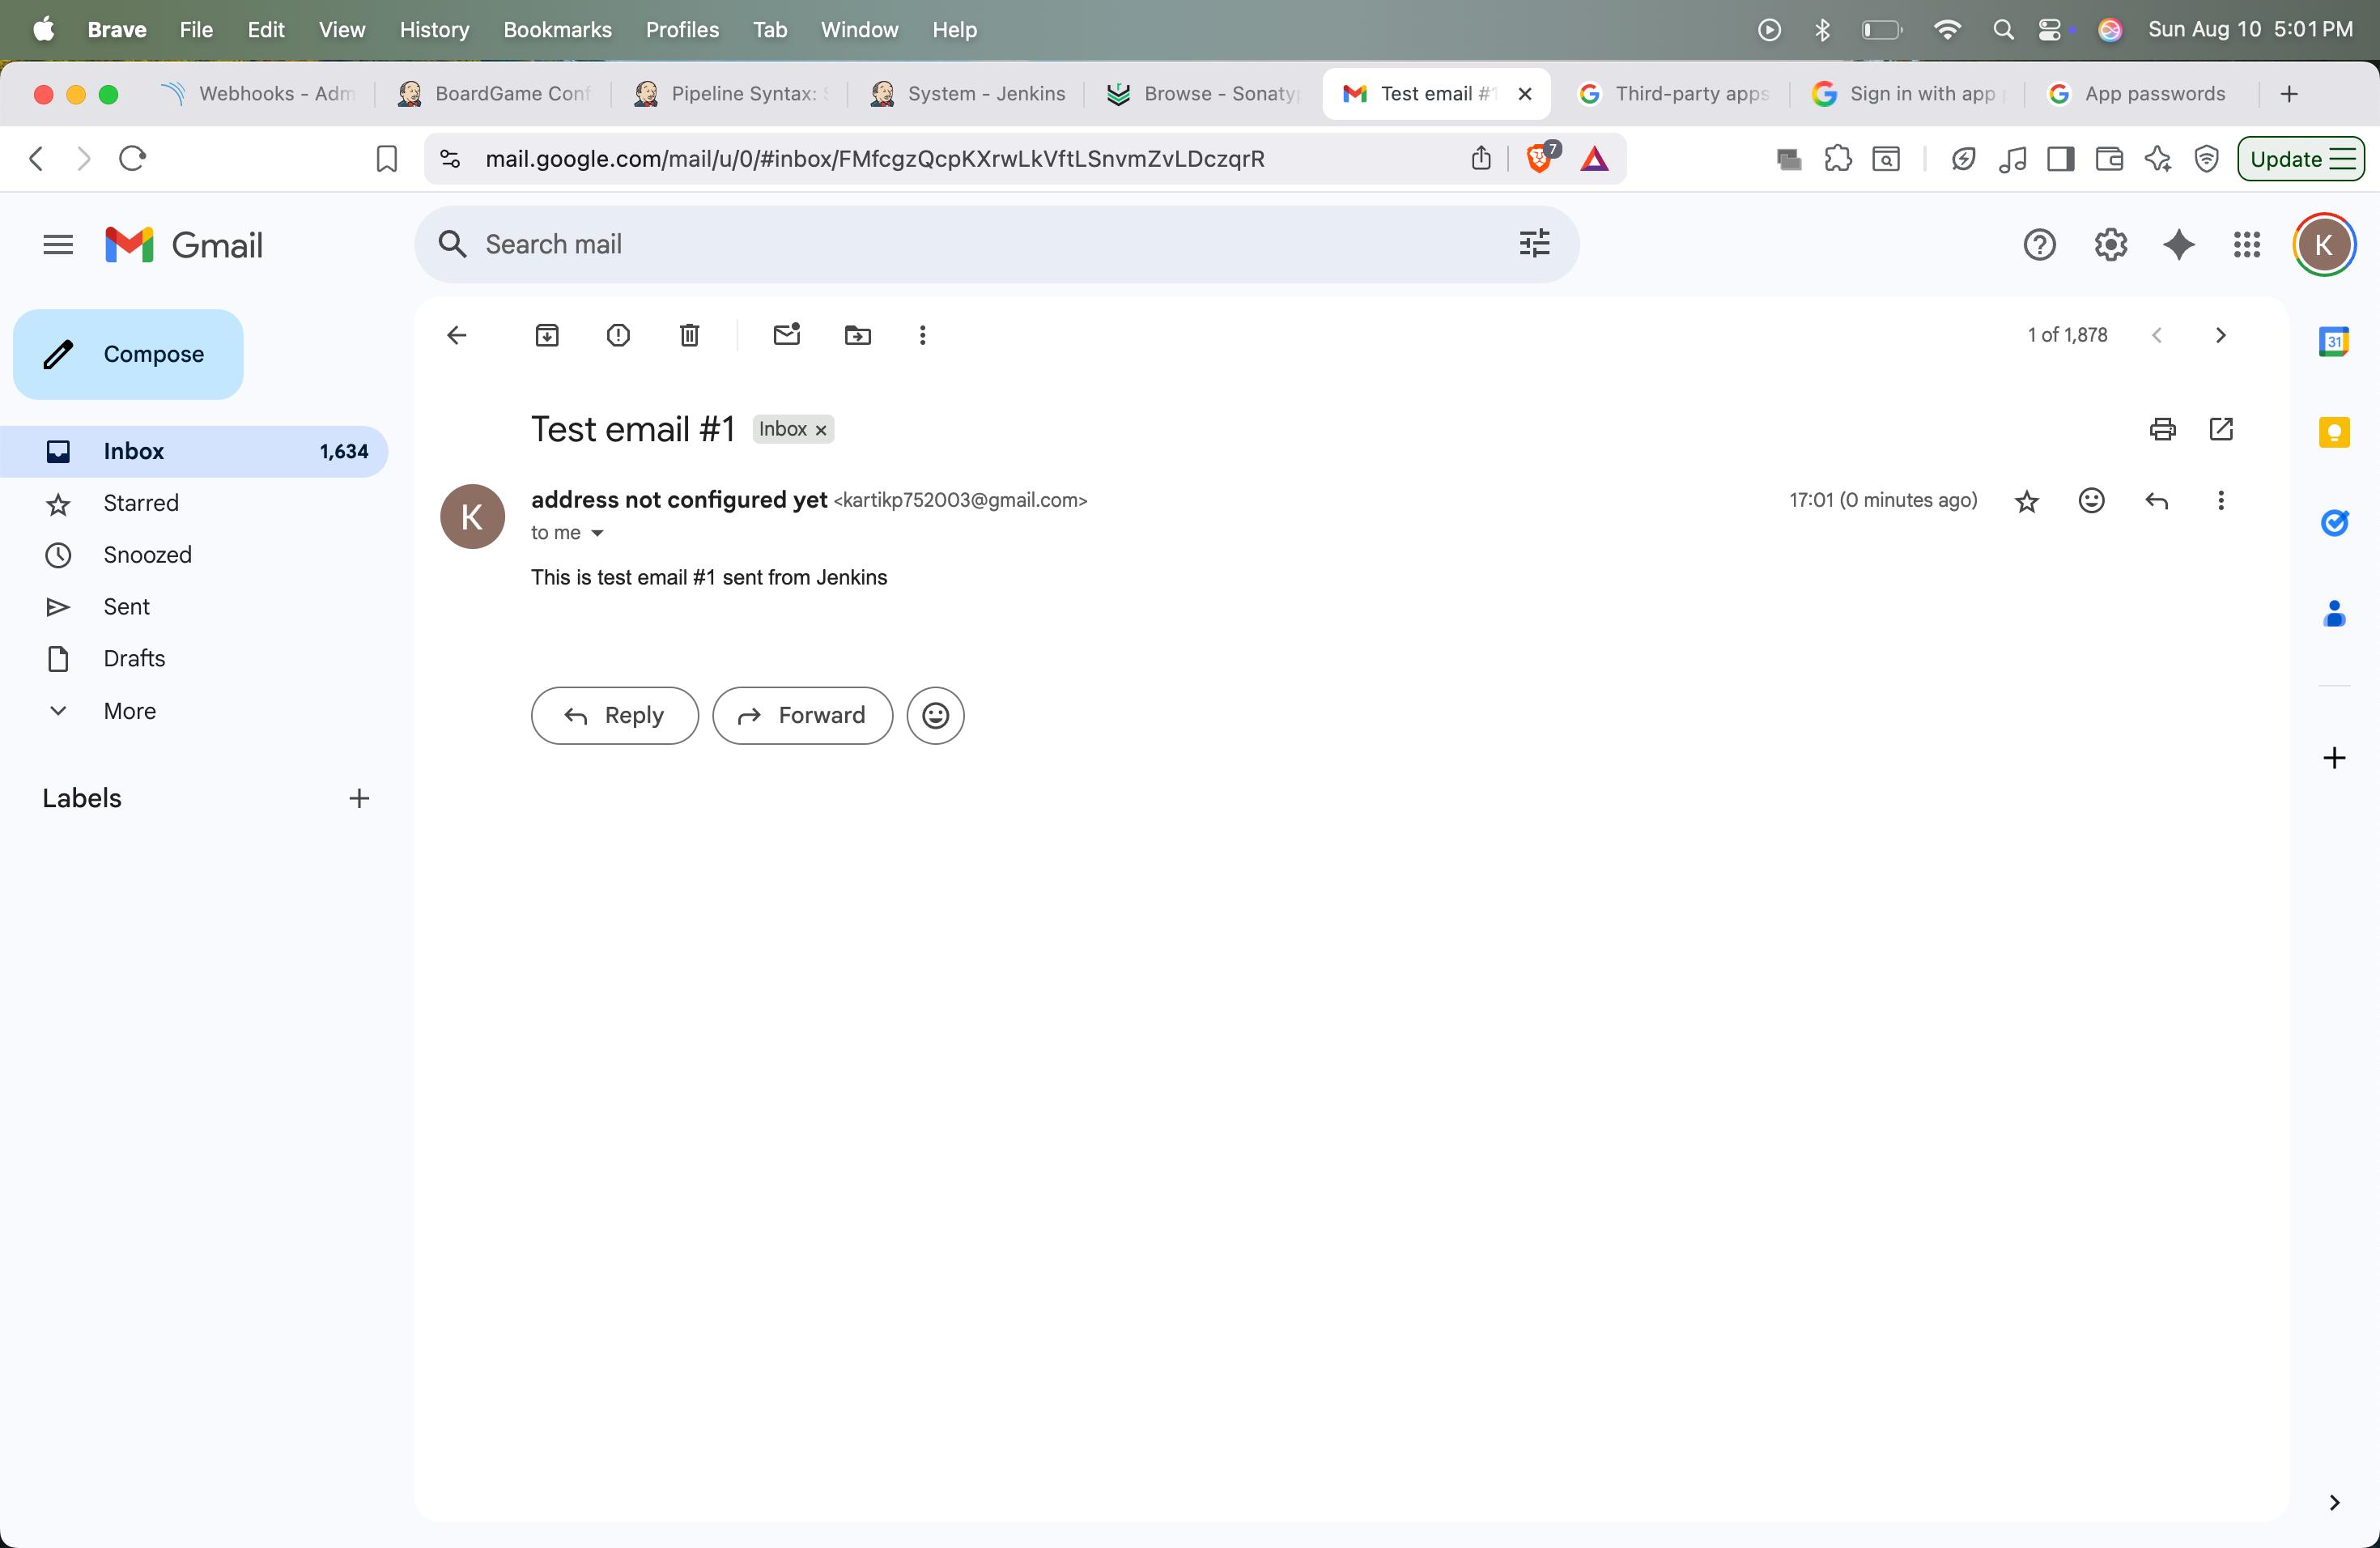 Brave File Edit View History Bookmarks Profiles Tab Window Help Sun Aug 10 5:01 PM
Webhooks - Adm BoardGame Conf Pipeline Syntax: System - Jenkins Browse - Sonaty Test email #1 Third-party apps Sign in with app App passwords
mail.google.com/mail/u/0/#inbox/FMfcgzQcpKXrwLkVftLSnvmZvLDczqrR 7 Update
Gmail Search mail K
Compose 1 of 1,878 31
Test email #1 Inbox
Inbox 1,634
K address not configured yet <kartikp752003@gmail.com> 17:01 (0 minutes ago)
Starred
to me
Snoozed
This is test email #1 sent from Jenkins
Sent
Drafts
More
Reply Forward
Labels